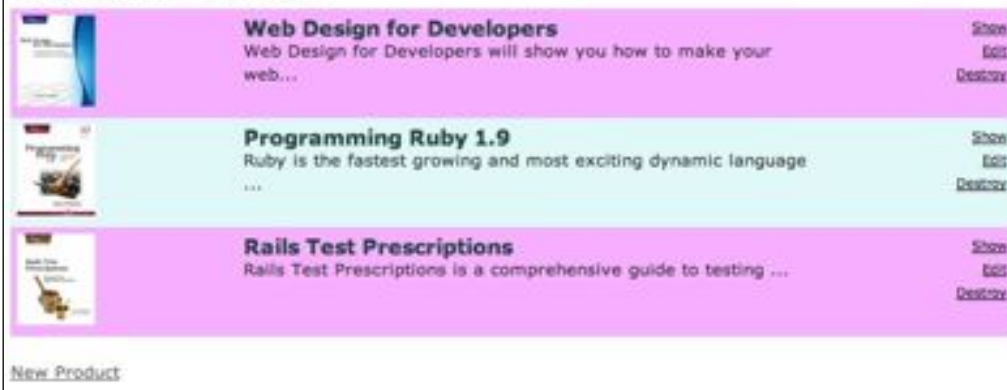 Web Design for Developers
Web Design for Developers will show you how to make your
web...
Show
Edit
Destroy
Programming Ruby 1.9
Ruby is the fastest growing and most exciting dynamic language
...
Show
Edit
Destroy
Rails Test Prescriptions
Rails Test Prescriptions is a comprehensive guide to testing ...
Show
Edit
Destroy
New Product